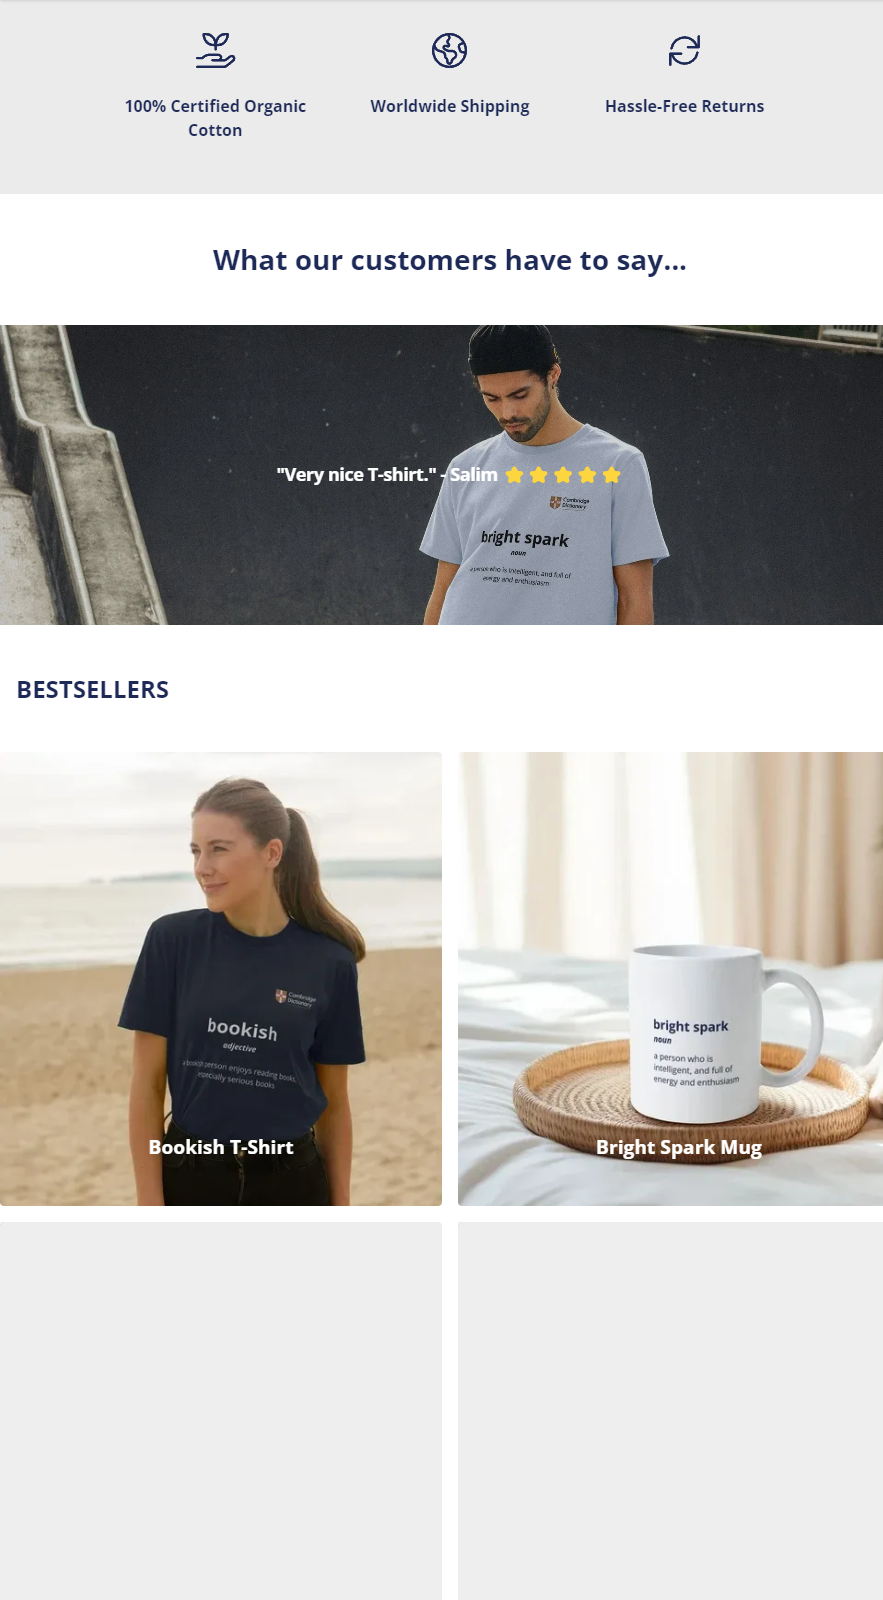 100% Certified Organic
Cotton
Worldwide Shipping
Hassle-Free Returns
What our customers have to say...
"Very nice T-shirt." - Salim
Cambridge
Dictionary
bright spark
noun
a person who is intelligent, and full of
energy and enthusiasm
BESTSELLERS
Cambridge
Dictionary
bookish
adjective
a bookish person enjoys reading books,
especially serious books
Bookish T-Shirt
bright spark
noun
a person who is
intelligent, and full of
energy and enthusiasm
Bright Spark Mug